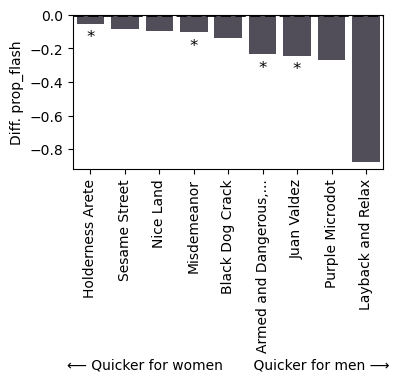 0.0
−0.2
−0.4
−0.6
−0.8
Diff. prop_flash
*
*
*
*
Holderness Arete
Sesame Street
Nice Land
Misdemeanor
Black Dog Crack
Armed and Dangerous,...
Juan Valdez
Purple Microdot
Layback and Relax
⟵ Quicker for women
Quicker for men ⟶